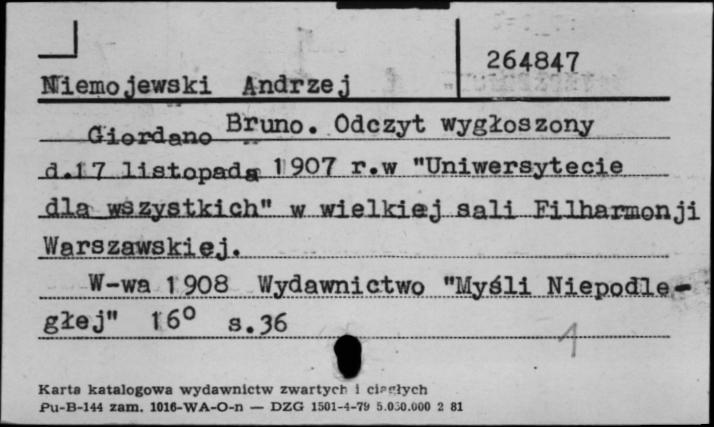 264847
Niemojewski Andrzej
Giordano Bruno. Odczyt wygłoszony
d.17 listopada 1907 r.w "Uniwersytecie
dla wszystkich" w wielkiej sali Filharmonji
Warszawskiej.
W-wa 1908 Wydawnictwo "Myśli Niepodle-
głej" 16° s.36
1
Karta katalogowa wydawnictw zwartych i ciągłych
Pu-B-144 zam. 1016-WA-O-n — DZG 1501-4-79 5.050.000 2 81